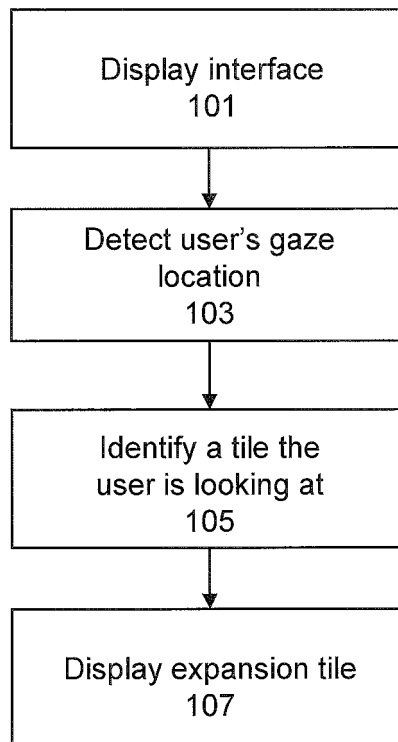 Display interface
101
Detect user's gaze
location
103
Identify a tile the
user is looking at
105
Display expansion tile
107